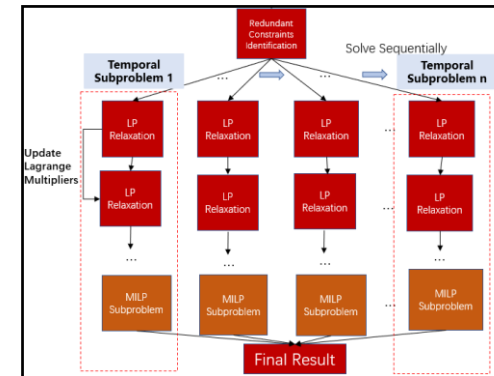 Redundant
Constraints
Identification
Solve Sequentially
Temporal
Subproblem 1
...
...
Temporal
Subproblem n
LP
Relaxation
LP
Relaxation
LP
Relaxation
...
LP
Relaxation
Update
Lagrange
Multipliers
LP
Relaxation
LP
Relaxation
LP
Relaxation
...
LP
Relaxation
...
...
...
...
MILP
Subproblem
MILP
Subproblem
MILP
Subproblem
...
MILP
Subproblem
Final Result